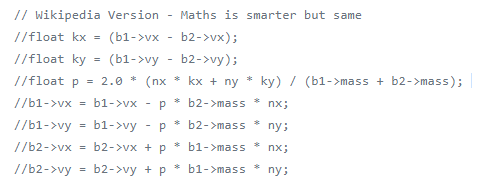 // Wikipedia Version - Maths is smarter but same
//float kx = (b1->vx - b2->vx);
//float ky = (b1->vy - b2->vy);
//float p = 2.0 * (nx * kx + ny * ky) / (b1->mass + b2->mass);
//b1->vx = b1->vx - p * b2->mass * nx;
//b1->vy = b1->vy - p * b2->mass * ny;
//b2->vx = b2->vx + p * b1->mass * nx;
//b2->vy = b2->vy + p * b1->mass * ny;